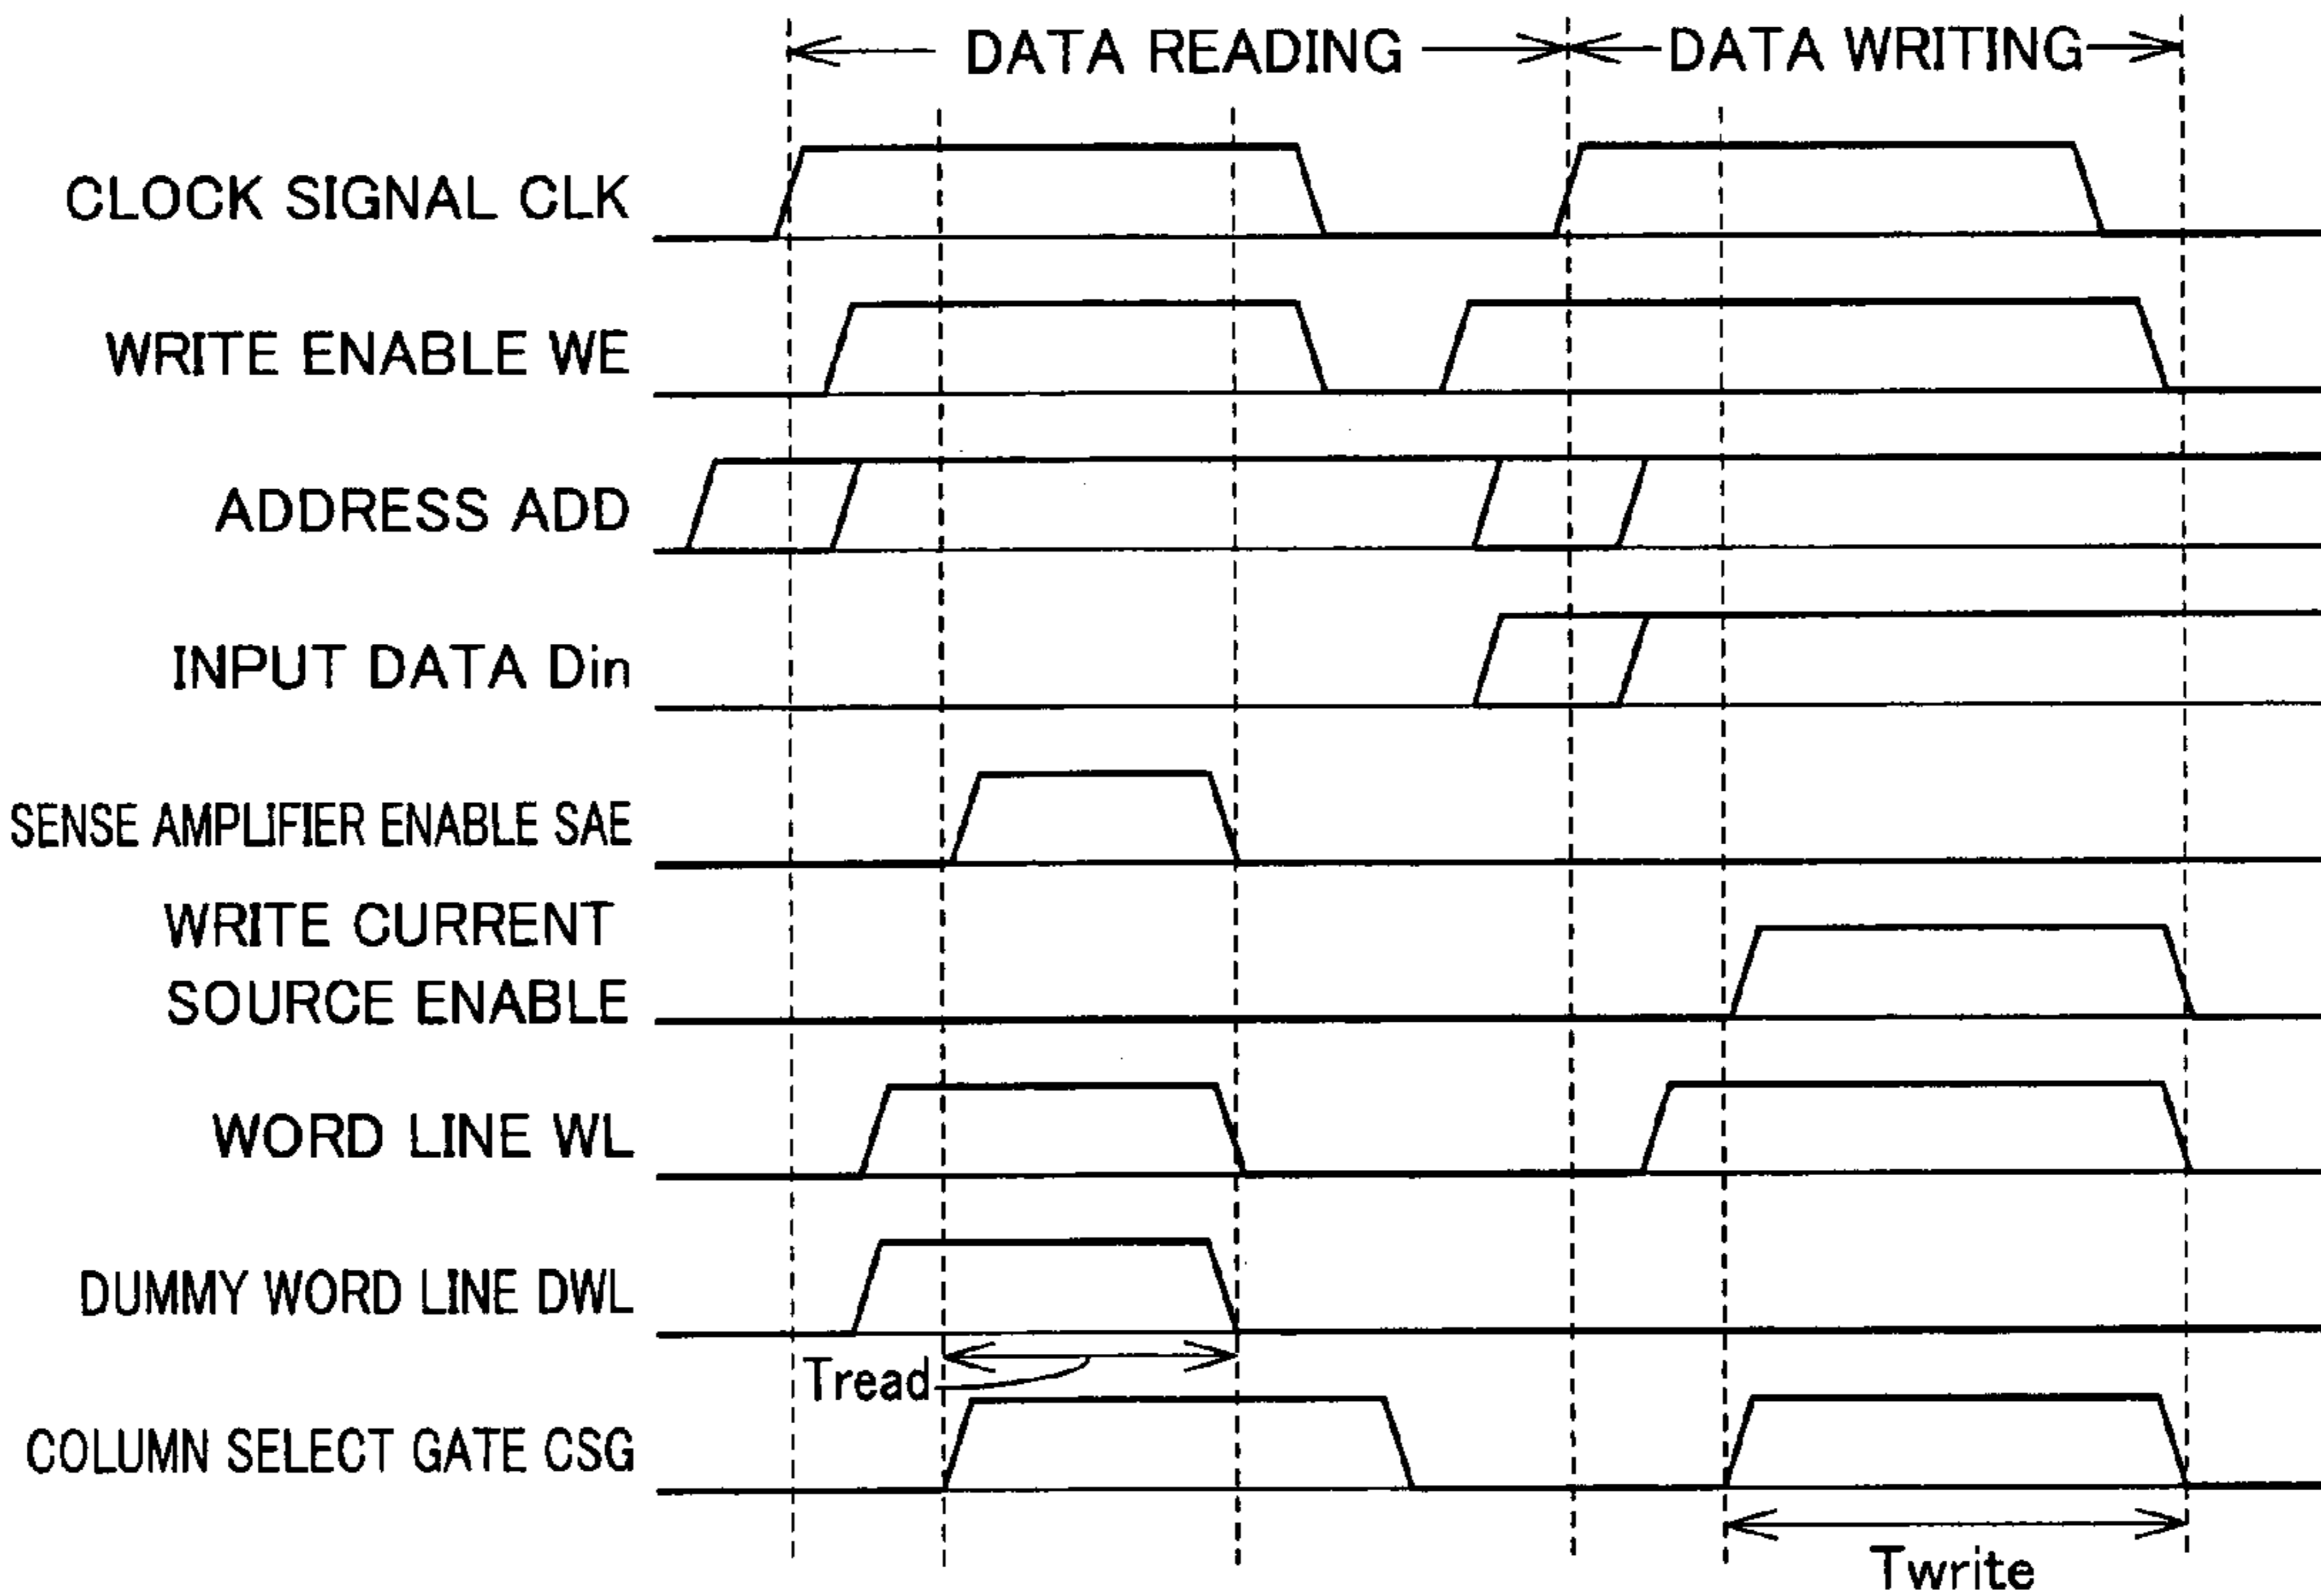 DATA READING
DATA WRITING
CLOCK SIGNAL CLK
WRITE ENABLE WE
ADDRESS ADD
INPUT DATA Din
SENSE AMPLIFIER ENABLE SAE
WRITE CURRENT
SOURCE ENABLE
WORD LINE WL
DUMMY WORD LINE DWL
Tread
COLUMN SELECT GATE CSG
Twrite